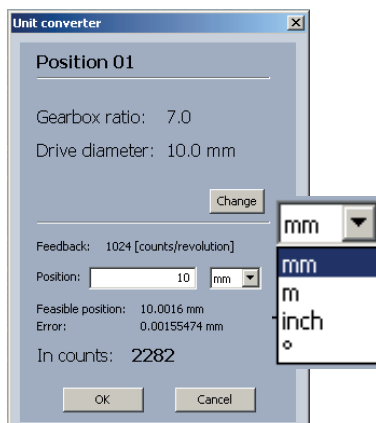 Unit converter
Position 01
Gearbox ratio: 7.0
Drive diameter: 10.0 mm
Change
Feedback: 1024 [counts/revolution]
Position: 10 mm
Feasible position: 10.0016 mm
Error: 0.00155474 mm
In counts: 2282
OK Cancel
mm
mm
m
inch
°